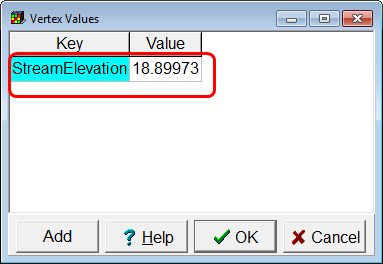 Vertex Values
Key Value
StreamElevation 18.89973
Add ? Help OK Cancel